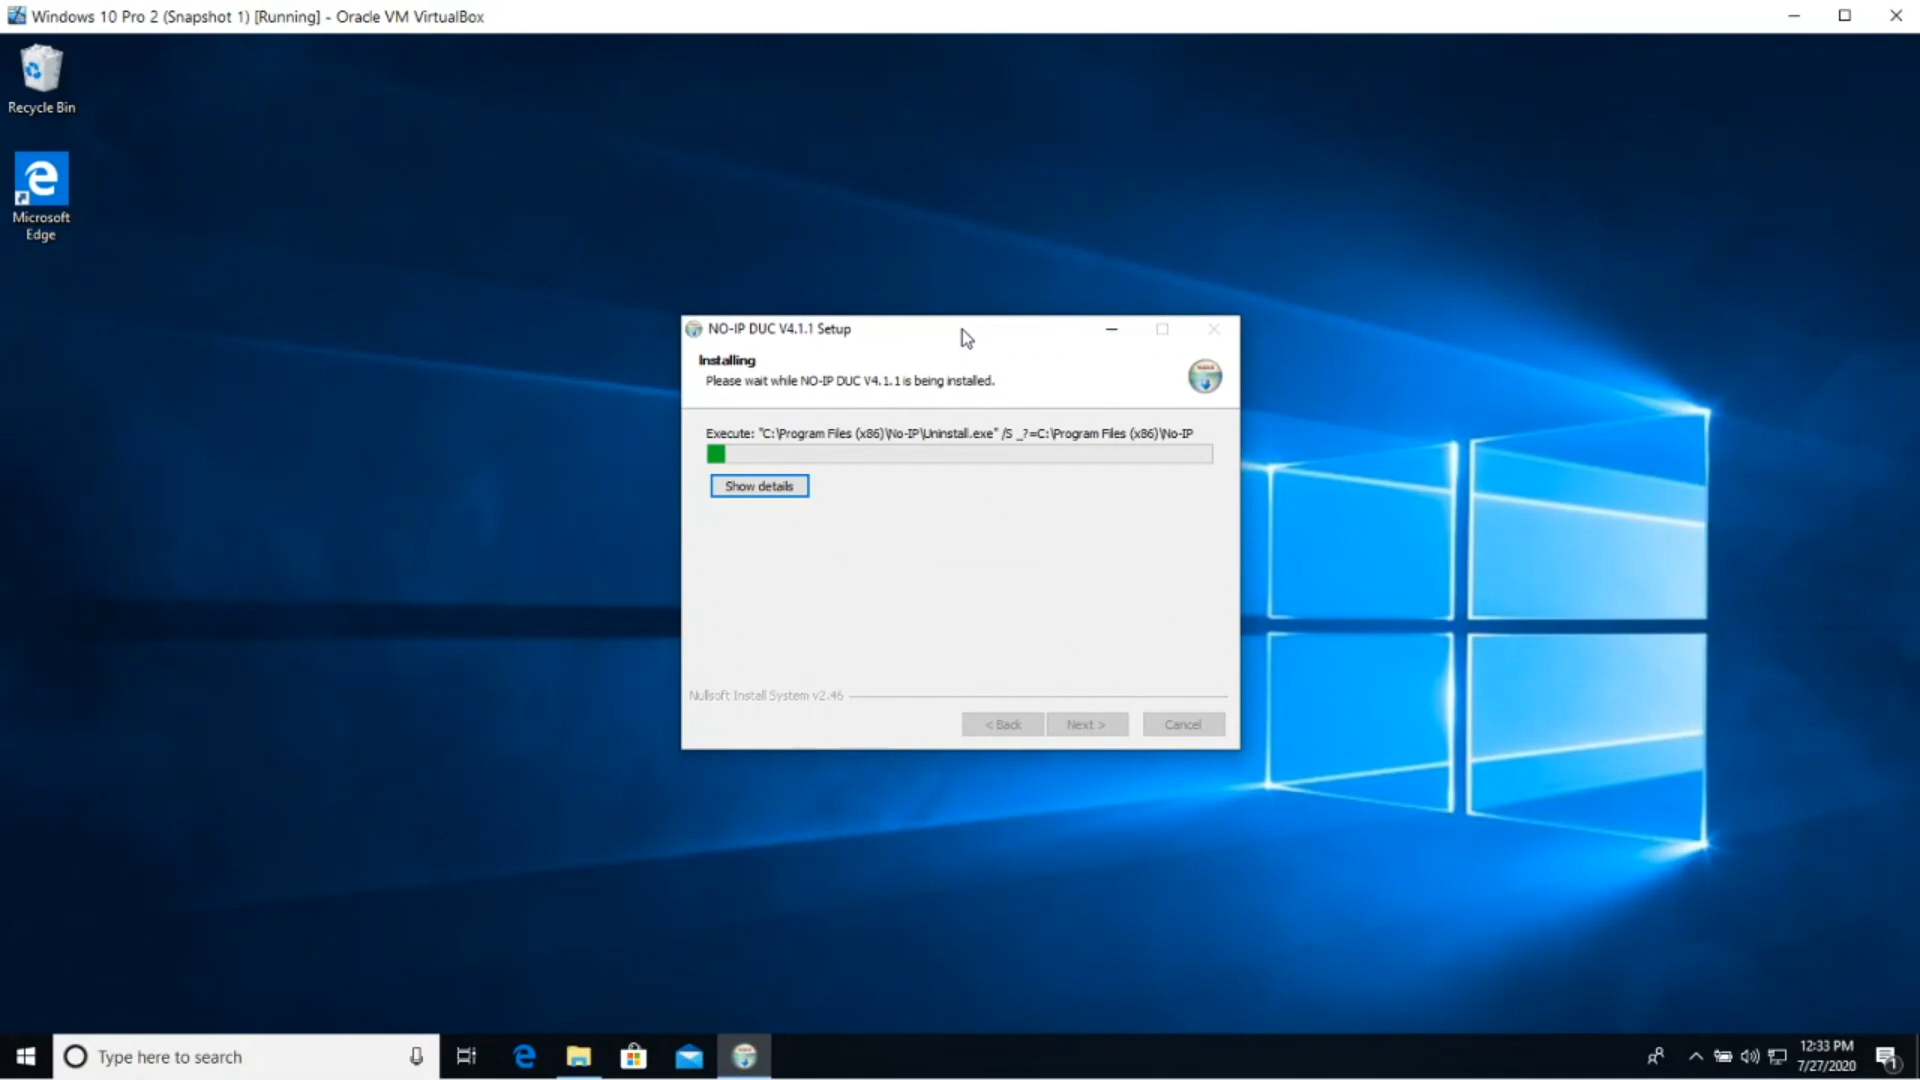 Windows 10 Pro 2 (Snapshot 1) [Running] - Oracle VM VirtualBox
Recycle Bin
Microsoft
Edge
NO-IP DUC V4.1.1 Setup
Installing
Please wait while NO-IP DUC V4.1.1 is being installed.
Execute: "C:\Program Files (x86)\No-IP\Uninstall.exe" /S _?=C:\Program Files (x86)\No-IP
Show details
Nullsoft Install System v2.46
< Back
Next >
Cancel
Type here to search
12:33 PM
7/27/2020
1